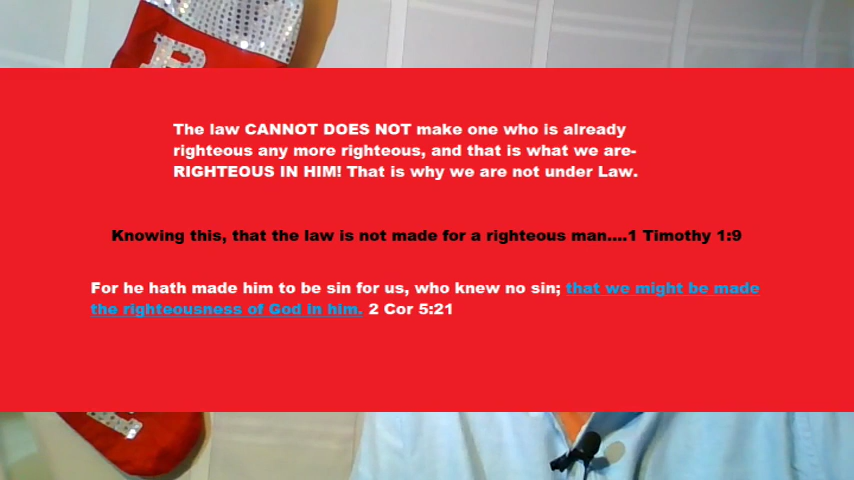 The law CANNOT DOES NOT make one who is already
righteous any more righteous, and that is what we are-
RIGHTEOUS IN HIM! That is why we are not under Law.
Knowing this, that the law is not made for a righteous man....1 Timothy 1:9
For he hath made him to be sin for us, who knew no sin; that we might be made
the righteousness of God in him. 2 Cor 5:21